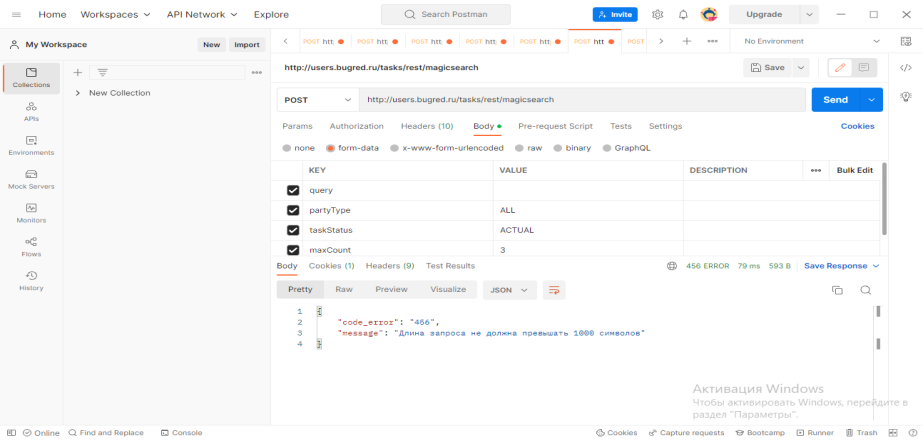 Home Workspaces API Network Explore Search Postman Invite Upgrade
My Workspace New Import POST htt POST htt POST htt POST htt POST htt POST htt POST No Environment
Collections
APIs
Environments
Mock Servers
Monitors
Flows
History
New Collection
http://users.bugred.ru/tasks/rest/magicsearch Save
POST http://users.bugred.ru/tasks/rest/magicsearch Send
Params Authorization Headers (10) Body Pre-request Script Tests Settings Cookies
none form-data x-www-form-urlencoded raw binary GraphQL
KEY VALUE DESCRIPTION Bulk Edit
query
partyType ALL
taskStatus ACTUAL
maxCount 3
Body Cookies (1) Headers (9) Test Results 456 ERROR 79 ms 593 B Save Response
Pretty Raw Preview Visualize JSON
1 {
2 "code_error": "456",
3 "message": "Длина запроса не должна превышать 1000 символов"
4 }
Активация Windows
Чтобы активировать Windows, перейдите в
раздел "Параметры".
Online Find and Replace Console Cookies Capture requests Bootcamp Runner Trash